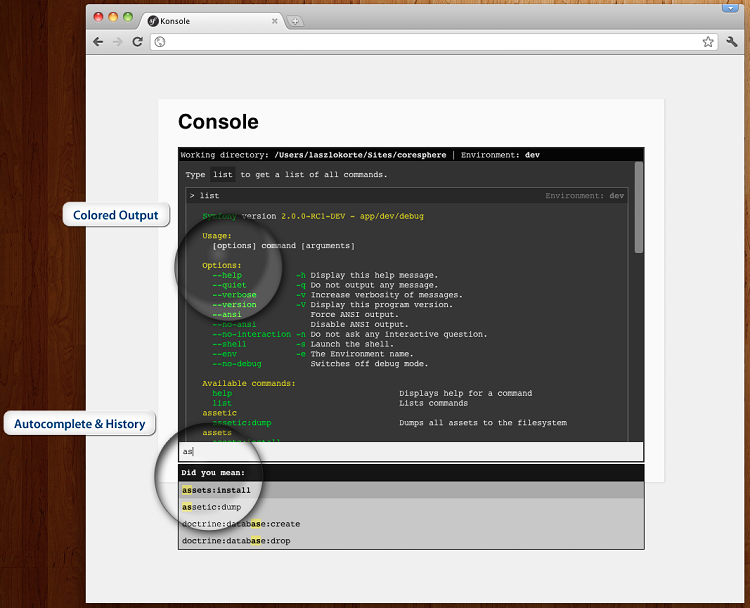 Konsole
Console
Working directory: /Users/laszlokorte/Sites/coresphere | Environment: dev
Type list to get a list of all commands.
> list Environment: dev
Symfony version 2.0.0-RC1-DEV - app/dev/debug
Colored Output
Usage:
[options] command [arguments]
Options:
--help -h Display this help message.
--quiet -q Do not output any message.
--verbose -v Increase verbosity of messages.
--version -V Display this program version.
--ansi Force ANSI output.
--no-ansi Disable ANSI output.
--no-interaction -n Do not ask any interactive question.
--shell -s Launch the shell.
--env -e The Environment name.
--no-debug Switches off debug mode.
Available commands:
help Displays help for a command
list Lists commands
assetic
assetic:dump Dumps all assets to the filesystem
Autocomplete & History
assets
assets:install
as
Did you mean:
assets:install
assetic:dump
doctrine:database:create
doctrine:database:drop